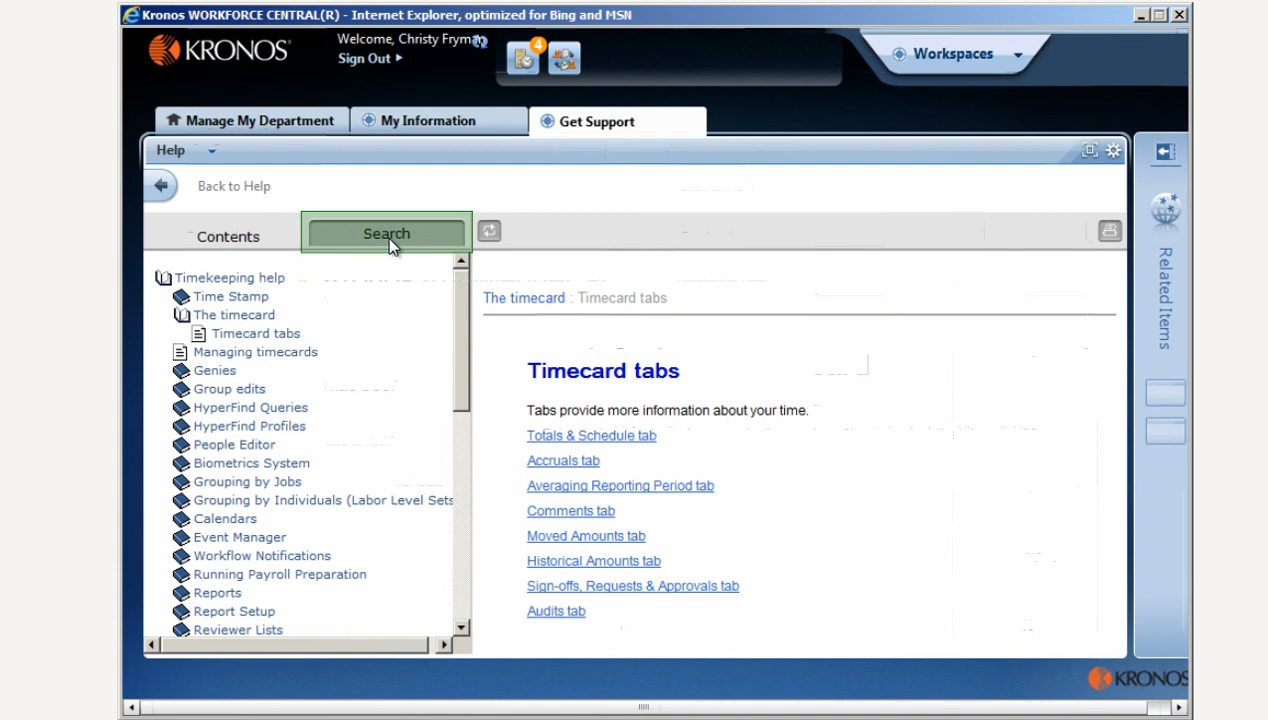 Kronos WORKFORCE CENTRAL(R) - Internet Explorer, optimized for Bing and MSN
KRONOS
Welcome, Christy Fryman
Sign Out
4
Workspaces
Manage My Department
My Information
Get Support
Help
Back to Help
Contents
Search
Timekeeping help
Time Stamp
The timecard
Timecard tabs
Managing timecards
Genies
Group edits
HyperFind Queries
HyperFind Profiles
People Editor
Biometrics System
Grouping by Jobs
Grouping by Individuals (Labor Level Sets
Calendars
Event Manager
Workflow Notifications
Running Payroll Preparation
Reports
Report Setup
Reviewer Lists
The timecard : Timecard tabs
Timecard tabs
Tabs provide more information about your time.
Totals & Schedule tab
Accruals tab
Averaging Reporting Period tab
Comments tab
Moved Amounts tab
Historical Amounts tab
Sign-offs, Requests & Approvals tab
Audits tab
Related Items
KRONOS